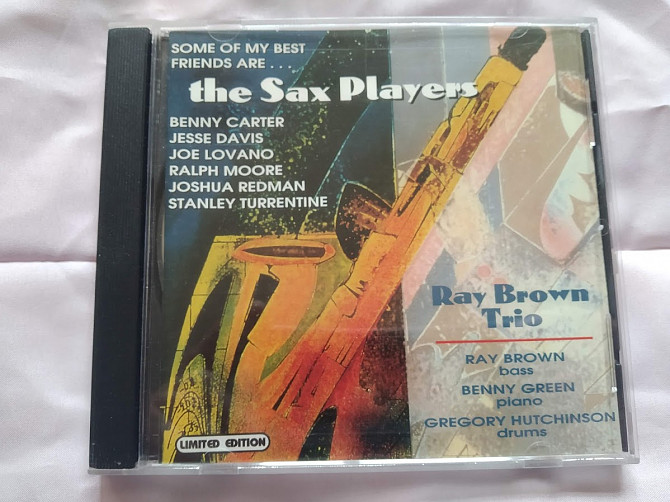 SOME OF MY BEST
FRIENDS ARE . . .
the Sax Players
BENNY CARTER
JESSE DAVIS
JOE LOVANO
RALPH MOORE
JOSHUA REDMAN
STANLEY TURRENTINE
Ray Brown
Trio
RAY BROWN
bass
BENNY GREEN
piano
GREGORY HUTCHINSON
drums
LIMITED EDITION